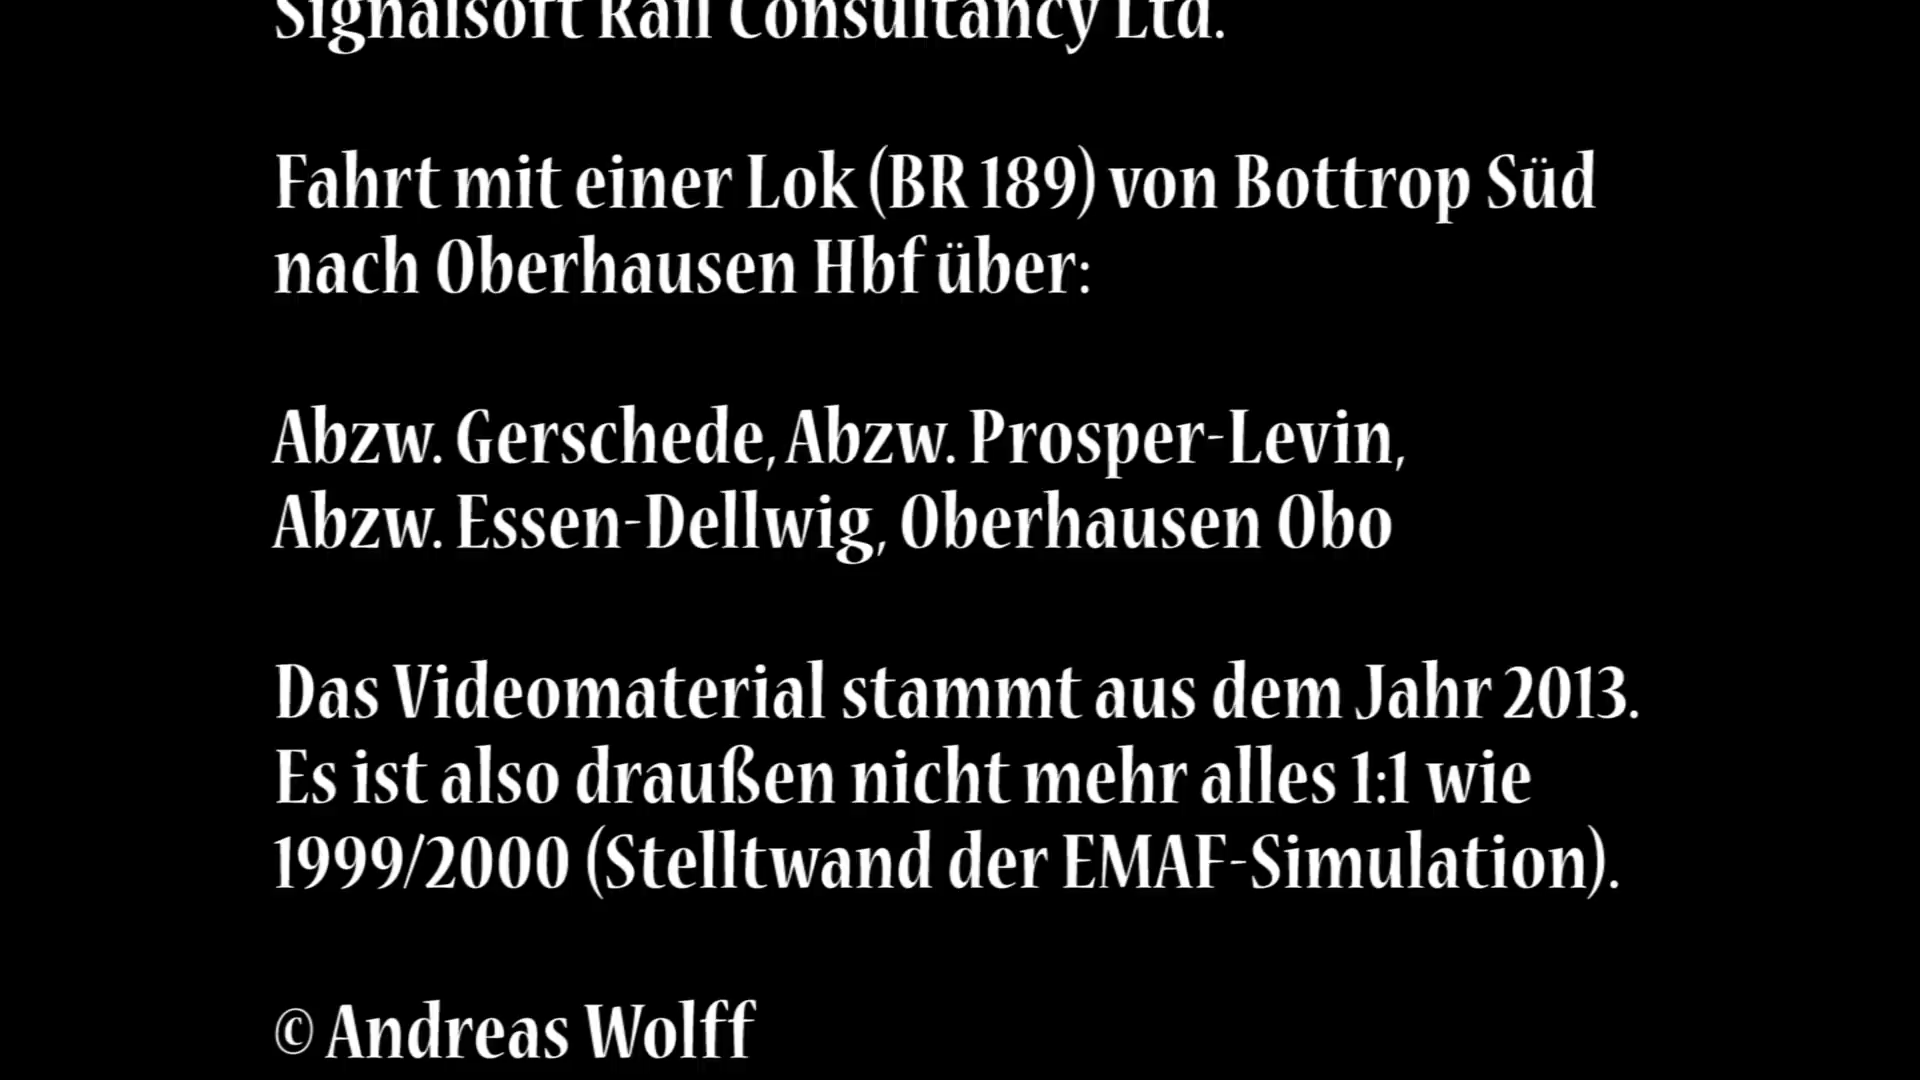 Signalsoft Rail Consultancy Ltd.
Fahrt mit einer Lok (BR 189) von Bottrop Süd
nach Oberhausen Hbf über:
Abzw. Gerschede, Abzw. Prosper-Levin,
Abzw. Essen-Dellwig, Oberhausen Obo
Das Videomaterial stammt aus dem Jahr 2013.
Es ist also draußen nicht mehr alles 1:1 wie
1999/2000 (Stelltwand der EMAF-Simulation).
© Andreas Wolff